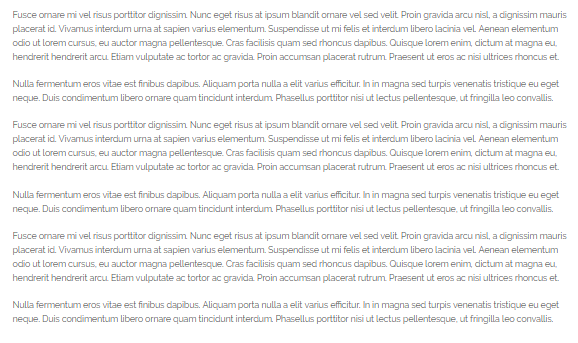 Fusce ornare mi vel risus porttitor dignissim. Nunc eget risus at ipsum blandit ornare vel sed velit. Proin gravida arcu nisl, a dignissim mauris
placerat id. Vivamus interdum urna at sapien varius elementum. Suspendisse ut mi felis et interdum libero lacinia vel. Aenean elementum
odio ut lorem cursus, eu auctor magna pellentesque. Cras facilisis quam sed rhoncus dapibus. Quisque lorem enim, dictum at magna eu,
hendrerit hendrerit arcu. Etiam vulputate ac tortor ac gravida. Proin accumsan placerat rutrum. Praesent ut eros ac nisi ultrices rhoncus et.
Nulla fermentum eros vitae est finibus dapibus. Aliquam porta nulla a elit varius efficitur. In in magna sed turpis venenatis tristique eu eget
neque. Duis condimentum libero ornare quam tincidunt interdum. Phasellus porttitor nisi ut lectus pellentesque, ut fringilla leo convallis.
Fusce ornare mi vel risus porttitor dignissim. Nunc eget risus at ipsum blandit ornare vel sed velit. Proin gravida arcu nisl, a dignissim mauris
placerat id. Vivamus interdum urna at sapien varius elementum. Suspendisse ut mi felis et interdum libero lacinia vel. Aenean elementum
odio ut lorem cursus, eu auctor magna pellentesque. Cras facilisis quam sed rhoncus dapibus. Quisque lorem enim, dictum at magna eu,
hendrerit hendrerit arcu. Etiam vulputate ac tortor ac gravida. Proin accumsan placerat rutrum. Praesent ut eros ac nisi ultrices rhoncus et.
Nulla fermentum eros vitae est finibus dapibus. Aliquam porta nulla a elit varius efficitur. In in magna sed turpis venenatis tristique eu eget
neque. Duis condimentum libero ornare quam tincidunt interdum. Phasellus porttitor nisi ut lectus pellentesque, ut fringilla leo convallis.
Fusce ornare mi vel risus porttitor dignissim. Nunc eget risus at ipsum blandit ornare vel sed velit. Proin gravida arcu nisl, a dignissim mauris
placerat id. Vivamus interdum urna at sapien varius elementum. Suspendisse ut mi felis et interdum libero lacinia vel. Aenean elementum
odio ut lorem cursus, eu auctor magna pellentesque. Cras facilisis quam sed rhoncus dapibus. Quisque lorem enim, dictum at magna eu,
hendrerit hendrerit arcu. Etiam vulputate ac tortor ac gravida. Proin accumsan placerat rutrum. Praesent ut eros ac nisi ultrices rhoncus et.
Nulla fermentum eros vitae est finibus dapibus. Aliquam porta nulla a elit varius efficitur. In in magna sed turpis venenatis tristique eu eget
neque. Duis condimentum libero ornare quam tincidunt interdum. Phasellus porttitor nisi ut lectus pellentesque, ut fringilla leo convallis.